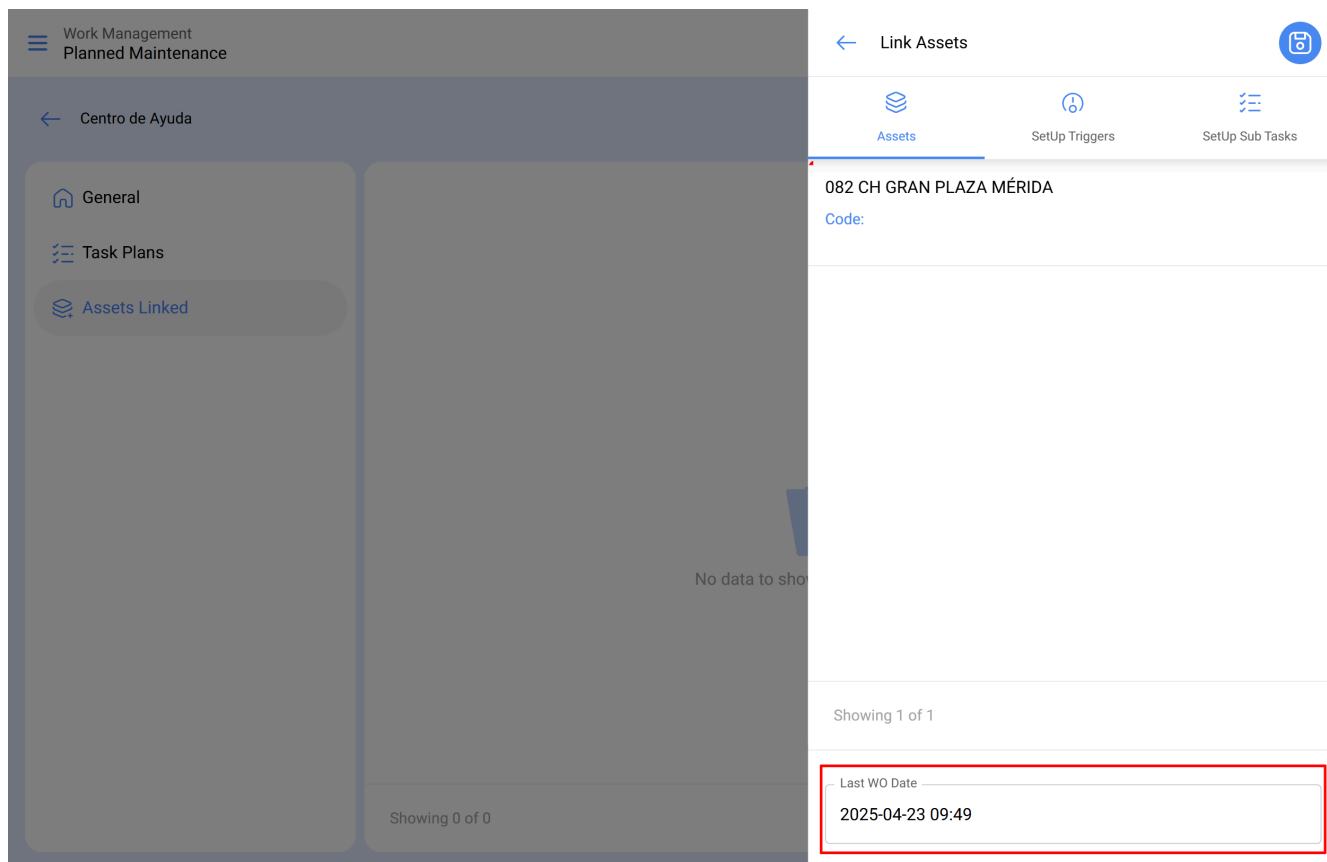 Work Management
Planned Maintenance
Centro de Ayuda
General
Task Plans
Assets Linked
No data to sho
Showing 0 of 0
Link Assets
Assets
SetUp Triggers
SetUp Sub Tasks
082 CH GRAN PLAZA MÉRIDA
Code:
Showing 1 of 1
Last WO Date
2025-04-23 09:49